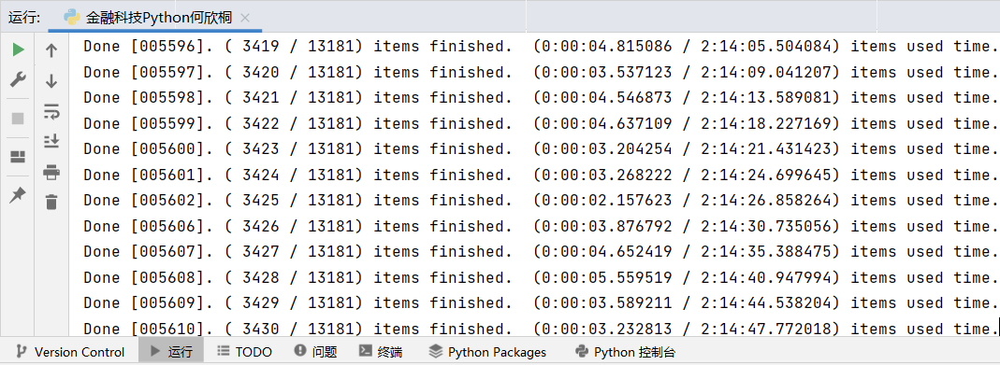 运行: 金融科技Python何欣桐
Done [005596]. ( 3419 / 13181) items finished. (0:00:04.815086 / 2:14:05.504084) items used time.
Done [005597]. ( 3420 / 13181) items finished. (0:00:03.537123 / 2:14:09.041207) items used time.
Done [005598]. ( 3421 / 13181) items finished. (0:00:04.546873 / 2:14:13.589081) items used time.
Done [005599]. ( 3422 / 13181) items finished. (0:00:04.637109 / 2:14:18.227169) items used time.
Done [005600]. ( 3423 / 13181) items finished. (0:00:03.204254 / 2:14:21.431423) items used time.
Done [005601]. ( 3424 / 13181) items finished. (0:00:03.268222 / 2:14:24.699645) items used time.
Done [005602]. ( 3425 / 13181) items finished. (0:00:02.157623 / 2:14:26.858264) items used time.
Done [005606]. ( 3426 / 13181) items finished. (0:00:03.876792 / 2:14:30.735056) items used time.
Done [005607]. ( 3427 / 13181) items finished. (0:00:04.652419 / 2:14:35.388475) items used time.
Done [005608]. ( 3428 / 13181) items finished. (0:00:05.559519 / 2:14:40.947994) items used time.
Done [005609]. ( 3429 / 13181) items finished. (0:00:03.589211 / 2:14:44.538204) items used time.
Done [005610]. ( 3430 / 13181) items finished. (0:00:03.232813 / 2:14:47.772018) items used time.
Version Control 运行 TODO 问题 终端 Python Packages Python 控制台